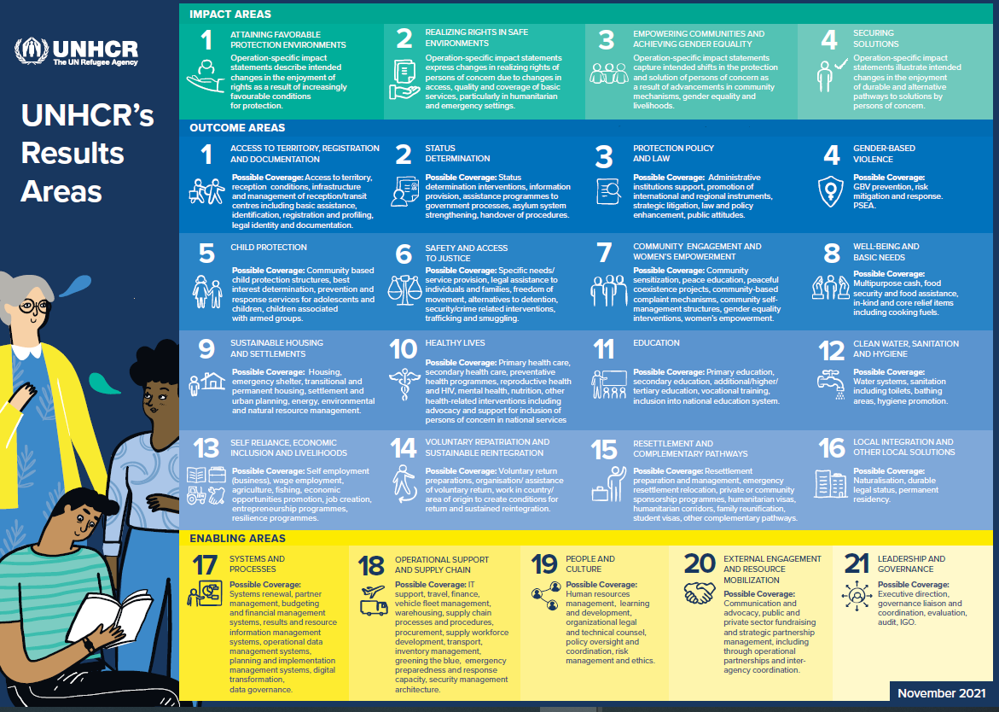 UNHCR
The UN Refugee Agency
UNHCR's
Results
Areas
IMPACT AREAS
1
ATTAINING FAVORABLE
PROTECTION ENVIRONMENTS
Operation-specific impact
statements describe intended
changes in the enjoyment of
rights as a result of increasingly
favourable conditions
for protection.
2
REALIZING RIGHTS IN SAFE
ENVIRONMENTS
Operation-specific impact statements
express changes in realizing rights of
persons of concern due to changes in
access, quality and coverage of basic
services, particularly in humanitarian
and emergency settings.
3
EMPOWERING COMMUNITIES AND
ACHIEVING GENDER EQUALITY
Operation-specific impact statements
capture intended shifts in the protection
and solution of persons of concern as
a result of advancements in community
mechanisms, gender equality and
livelihoods.
4
SECURING
SOLUTIONS
Operation-specific impact
statements illustrate intended
changes in the enjoyment
of durable and alternative
pathways to solutions by
persons of concern.
OUTCOME AREAS
1
ACCESS TO TERRITORY, REGISTRATION
AND DOCUMENTATION
Possible Coverage: Access to territory,
reception conditions, infrastructure
and management of reception/transit
centres including basic assistance,
identification, registration and profiling,
legal identity and documentation.
2
STATUS
DETERMINATION
Possible Coverage: Status
determination interventions, information
provision, assistance programmes to
government processes, asylum system
strengthening, handover of procedures.
3
PROTECTION POLICY
AND LAW
Possible Coverage: Administrative
institutions support, promotion of
international and regional instruments,
strategic litigation, law and policy
enhancement, public attitudes.
4
GENDER-BASED
VIOLENCE
Possible Coverage:
GBV prevention, risk
mitigation and response.
PSEA.
5
CHILD PROTECTION
Possible Coverage: Community based
child protection structures, best
interest determination, prevention and
response services for adolescents and
children, children associated
with armed groups.
6
SAFETY AND ACCESS
TO JUSTICE
Possible Coverage: Specific needs/
service provision, legal assistance to
individuals and families, freedom of
movement, alternatives to detention,
security/crime related interventions,
trafficking and smuggling.
7
COMMUNITY ENGAGEMENT AND
WOMEN'S EMPOWERMENT
Possible Coverage: Community
sensitization, peace education, peaceful
coexistence projects, community-based
complaint mechanisms, community self-
management structures, gender equality
interventions, women's empowerment.
8
WELL-BEING AND
BASIC NEEDS
Possible Coverage:
Multipurpose cash, food
security and food assistance,
in-kind and core relief items
including cooking fuels.
9
SUSTAINABLE HOUSING
AND SETTLEMENTS
Possible Coverage: Housing,
emergency shelter, transitional and
permanent housing, settlement and
urban planning, energy, environmental
and natural resource management.
10
HEALTHY LIVES
Possible Coverage: Primary health care,
secondary health care, preventative
health programmes, reproductive health
and HIV, mental health, nutrition, other
health-related interventions including
advocacy and support for inclusion of
persons of concern in national services
11
EDUCATION
Possible Coverage: Primary education,
secondary education, additional/higher/
tertiary education, vocational training,
inclusion into national education system.
12
CLEAN WATER, SANITATION
AND HYGIENE
Possible Coverage:
Water systems, sanitation
including toilets, bathing
areas, hygiene promotion.
13
SELF RELIANCE, ECONOMIC
INCLUSION AND LIVELIHOODS
Possible Coverage: Self employment
(business), wage employment,
agriculture, fishing, economic
opportunities promotion, job creation,
entrepreneurship programmes,
resilience programmes.
14
VOLUNTARY REPATRIATION AND
SUSTAINABLE REINTEGRATION
Possible Coverage: Voluntary return
preparations, organisation/ assistance
of voluntary return, work in country/
area of origin to create conditions for
return and sustained reintegration.
15
RESETTLEMENT AND
COMPLEMENTARY PATHWAYS
Possible Coverage: Resettlement
preparation and management, emergency
resettlement relocation, private or community
sponsorship programmes, humanitarian visas,
humanitarian corridors, family reunification,
student visas, other complementary pathways.
16
LOCAL INTEGRATION AND
OTHER LOCAL SOLUTIONS
Possible Coverage:
Naturalisation, durable
legal status, permanent
residency.
ENABLING AREAS
17
SYSTEMS AND
PROCESSES
Possible Coverage:
Systems renewal, partner
management, budgeting
and financial management
systems, results and resource
information management
systems, operational data
management systems,
planning and implementation
management systems, digital
transformation,
data governance.
18
OPERATIONAL SUPPORT
AND SUPPLY CHAIN
Possible Coverage: IT
support, travel, finance,
vehicle fleet management,
warehousing, supply chain
processes and procedures,
procurement, supply workforce
development, transport,
inventory management,
greening the blue, emergency
preparedness and response
capacity, security management
architecture.
19
PEOPLE AND
CULTURE
Possible Coverage:
Human resources
management, learning
and development,
organizational legal
and technical counsel,
policy oversight and
coordination, risk
management and ethics.
20
EXTERNAL ENGAGEMENT
AND RESOURCE
MOBILIZATION
Possible Coverage:
Communication and
advocacy, public and
private sector fundraising
and strategic partnership
management, including
through operational
partnerships and inter-
agency coordination.
21
LEADERSHIP AND
GOVERNANCE
Possible Coverage:
Executive direction,
governance liaison and
coordination, evaluation,
audit, IGO.
November 2021